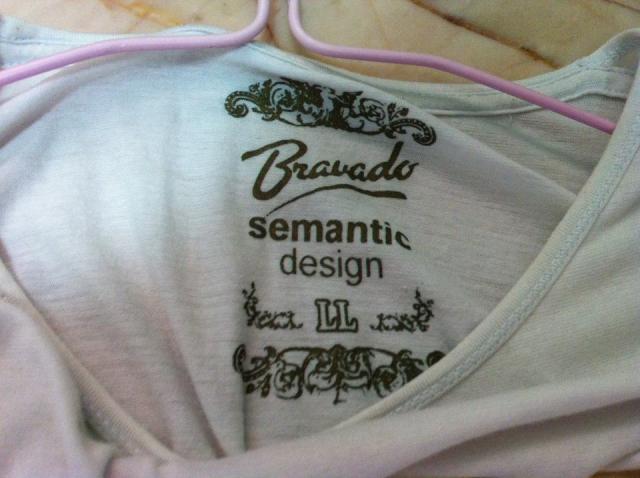 Bravado
semantic
design
LL